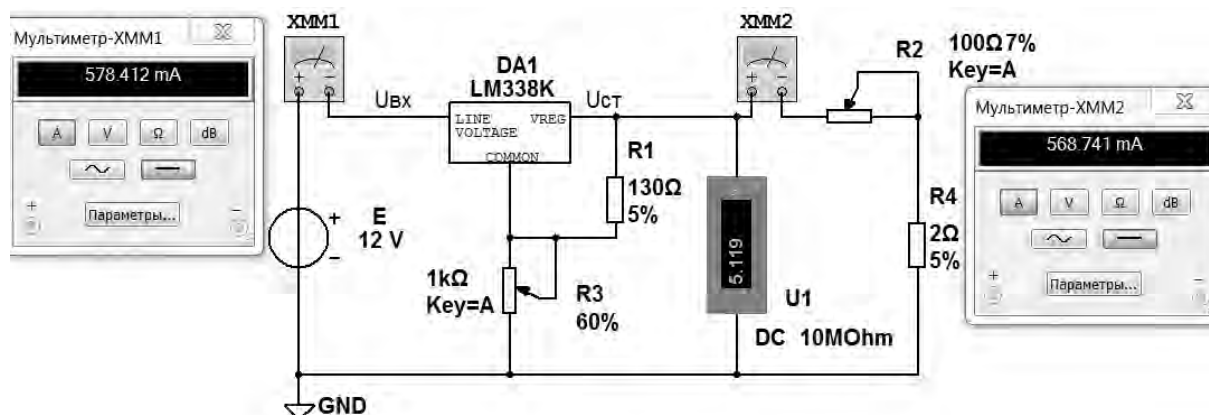 Мультиметр-XMM1
578.412 mA
A
V
Ω
dB
Параметры...
+
-
XMM1
+ -
UВХ
DA1
LM338K
LINE VREG
VOLTAGE
COMMON
UСТ
E
12 V
+
-
R1
130Ω
5%
1kΩ
Key=A
R3
60%
5.119
U1
DC 10MOhm
XMM2
+ -
R2
100Ω 7%
Key=A
R4
2Ω
5%
Мультиметр-XMM2
568.741 mA
A
V
Ω
dB
Параметры...
+
-
GND